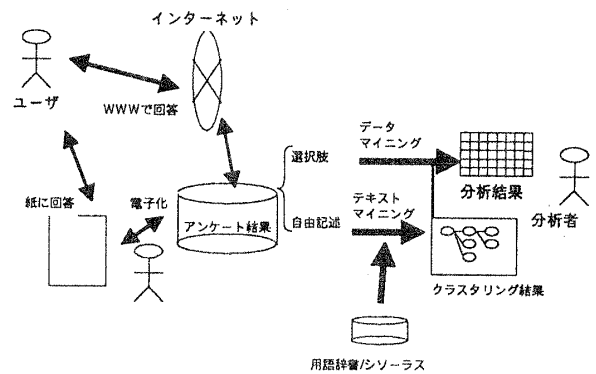 インターネット
ユーザ
WWWで回答
紙に回答
電子化
アンケート結果
選択肢
自由記述
データ
マイニング
テキスト
マイニング
分析結果
分析者
クラスタリング結果
用語辞書/シソーラス